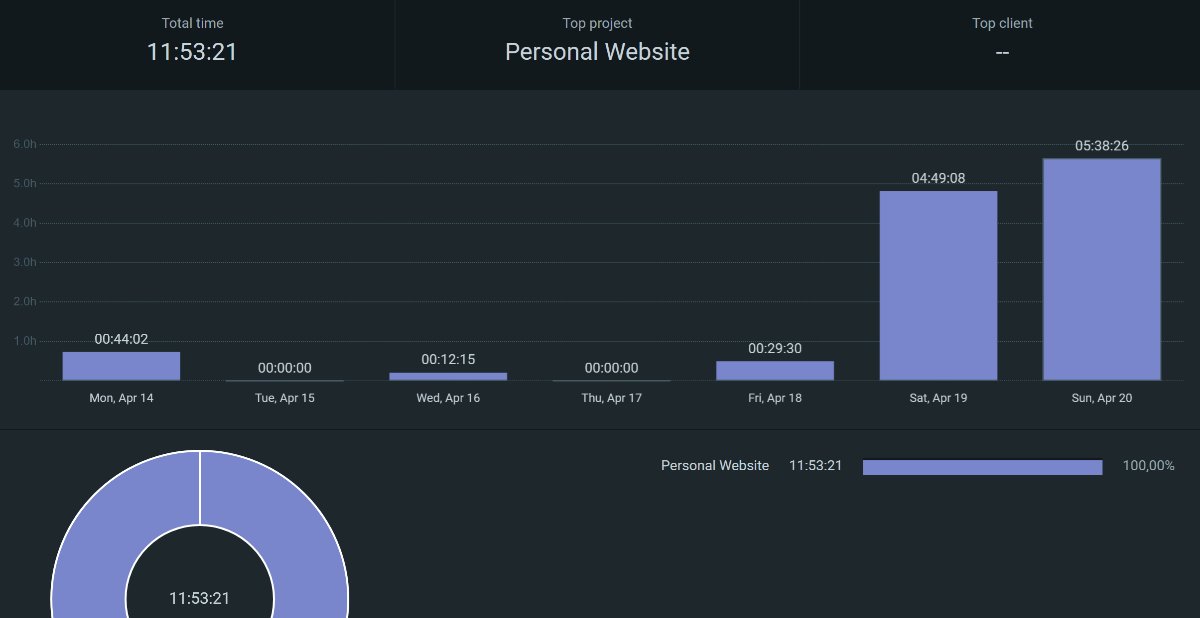 Total time
Top project
Top client
11:53:21
Personal Website
--
6.0h
5.0h
4.0h
3.0h
2.0h
1.0h
00:44:02
00:00:00
00:12:15
00:00:00
00:29:30
04:49:08
05:38:26
Mon, Apr 14
Tue, Apr 15
Wed, Apr 16
Thu, Apr 17
Fri, Apr 18
Sat, Apr 19
Sun, Apr 20
Personal Website 11:53:21 100,00%
11:53:21